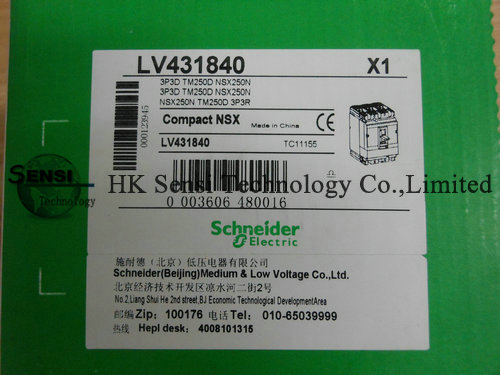 LV431840 X1
3P3D TM250D NSX250N
3P3D TM250D NSX250N
NSX250N TM250D 3P3R
000123945
Compact NSX Made in China CE
LV431840 TC11155
SENSI
Technology
HK Sensi Technology Co.,Limited
0 003606 480016
Schneider
Electric
施耐德（北京）低压电器有限公司
Schneider(Beijing)Medium & Low Voltage Co.,Ltd.
北京经济技术开发区凉水河二街2号
No.2,Liang Shui He 2nd street,BJ Economic Technological DevelopmentArea
邮编Zip: 100176 电话Tel: 010-65039999
热线 Hepl desk: 4008101315